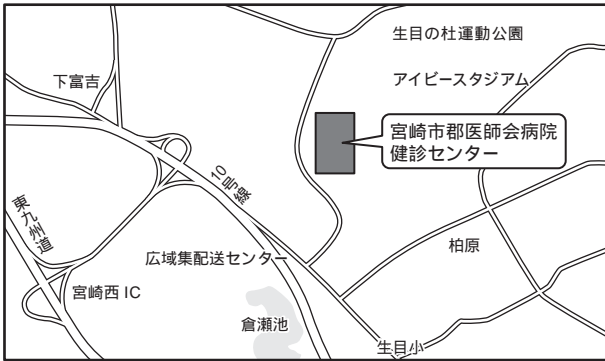 生目の杜運動公園
下富吉
アイビースタジアム
宮崎市郡医師会病院
健診センター
10号線
東九州道
広域集配送センター
柏原
宮崎西 IC
倉瀬池
生目小